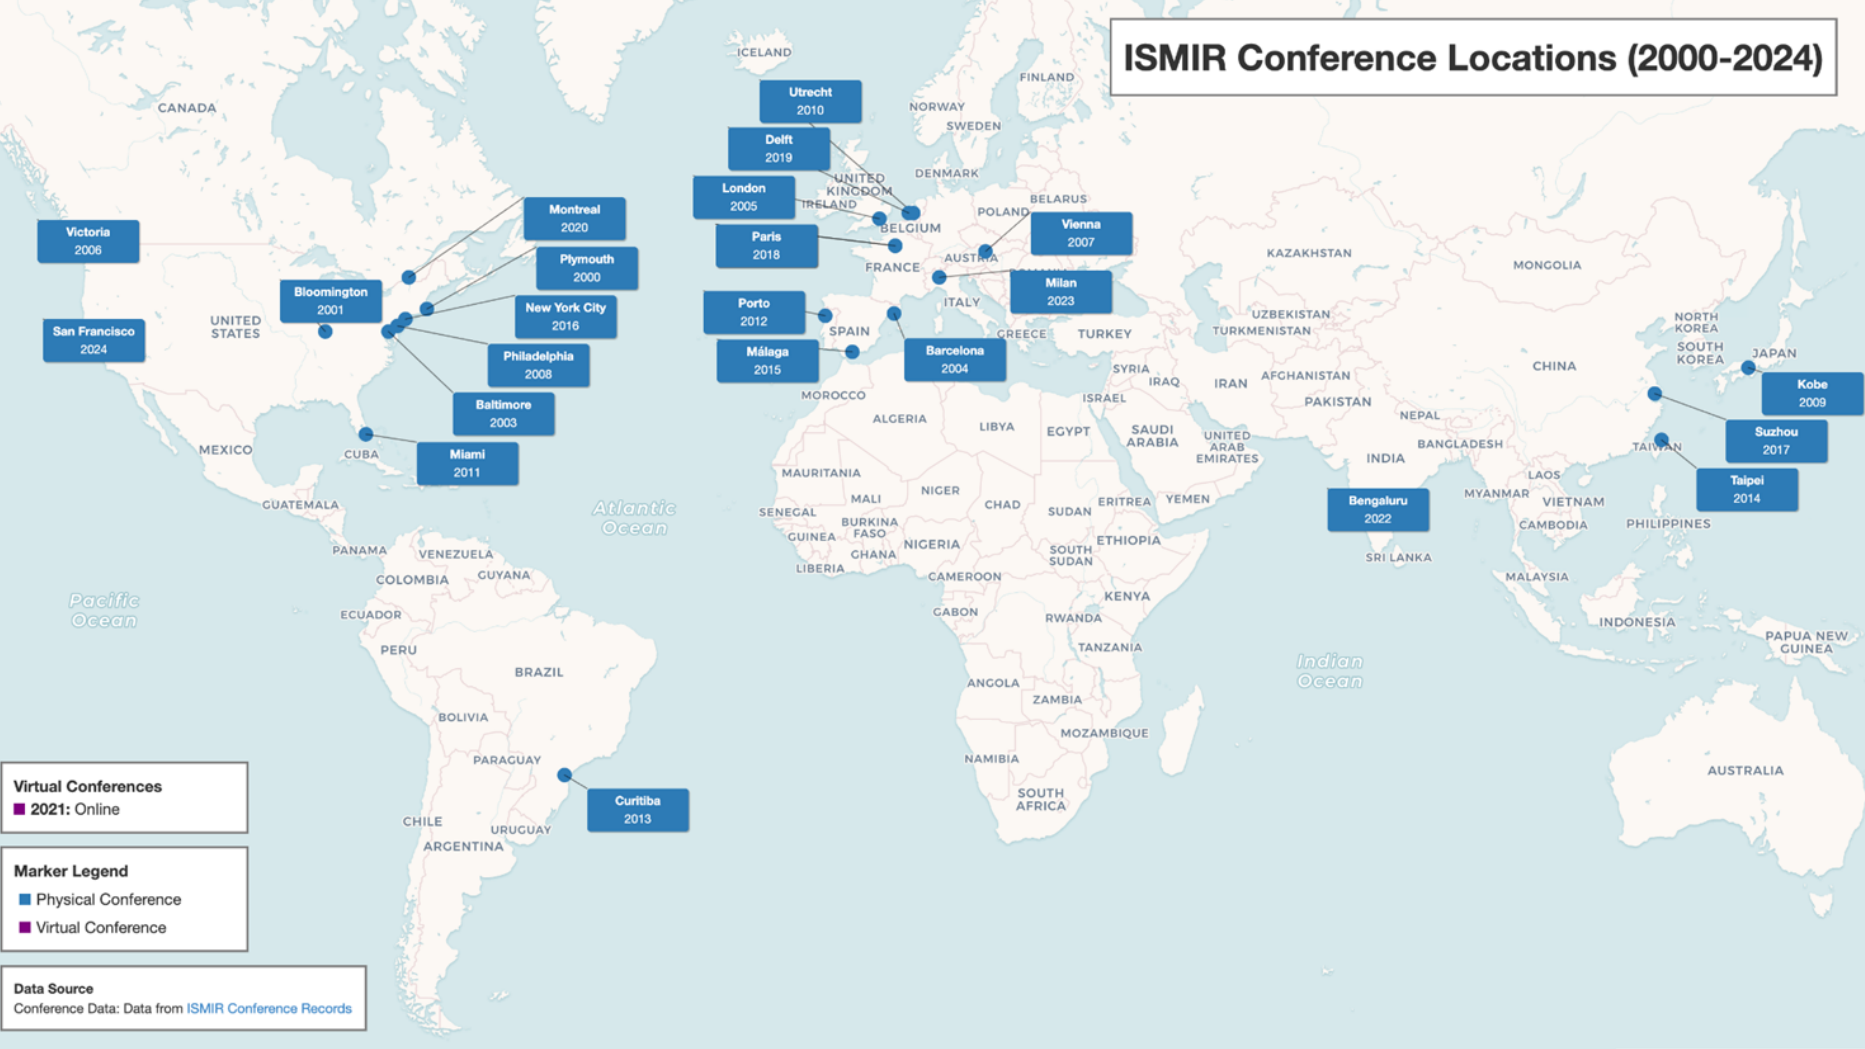 ISMIR Conference Locations (2000-2024)
ICELAND
FINLAND
NORWAY
SWEDEN
CANADA
Utrecht
2010
Delft
2019
London
2005
Paris
2018
UNITED
KINGDOM
IRELAND
DENMARK
BELARUS
POLAND
BELGIUM
Vienna
2007
AUSTRIA
FRANCE
Milan
2023
ITALY
Porto
2012
SPAIN
Málaga
2015
Barcelona
2004
GREECE
TURKEY
Victoria
2006
San Francisco
2024
Bloomington
2001
UNITED
STATES
Montreal
2020
Plymouth
2000
New York City
2016
Philadelphia
2008
Baltimore
2003
Miami
2011
MEXICO
CUBA
GUATEMALA
PANAMA
VENEZUELA
COLOMBIA
GUYANA
ECUADOR
PERU
BRAZIL
BOLIVIA
PARAGUAY
CHILE
URUGUAY
ARGENTINA
Curitiba
2013
Atlantic
Ocean
Pacific
Ocean
KAZAKHSTAN
MONGOLIA
UZBEKISTAN
TURKMENISTAN
NORTH
KOREA
SOUTH
KOREA
JAPAN
CHINA
Kobe
2009
Suzhou
2017
TAIWAN
Taipei
2014
SYRIA
IRAQ
IRAN
AFGHANISTAN
PAKISTAN
NEPAL
ISRAEL
BANGLADESH
INDIA
Bengaluru
2022
SRI LANKA
MYANMAR
LAOS
VIETNAM
CAMBODIA
PHILIPPINES
MALAYSIA
INDONESIA
PAPUA NEW
GUINEA
AUSTRALIA
Indian
Ocean
MOROCCO
ALGERIA
LIBYA
EGYPT
SAUDI
ARABIA
UNITED
ARAB
EMIRATES
MAURITANIA
MALI
NIGER
CHAD
SUDAN
ERITREA
YEMEN
SENEGAL
BURKINA
FASO
GUINEA
GHANA
NIGERIA
LIBERIA
SOUTH
SUDAN
ETHIOPIA
CAMEROON
KENYA
GABON
RWANDA
TANZANIA
ANGOLA
ZAMBIA
MOZAMBIQUE
NAMIBIA
SOUTH
AFRICA
Virtual Conferences
2021: Online
Marker Legend
Physical Conference
Virtual Conference
Data Source
Conference Data: Data from ISMIR Conference Records